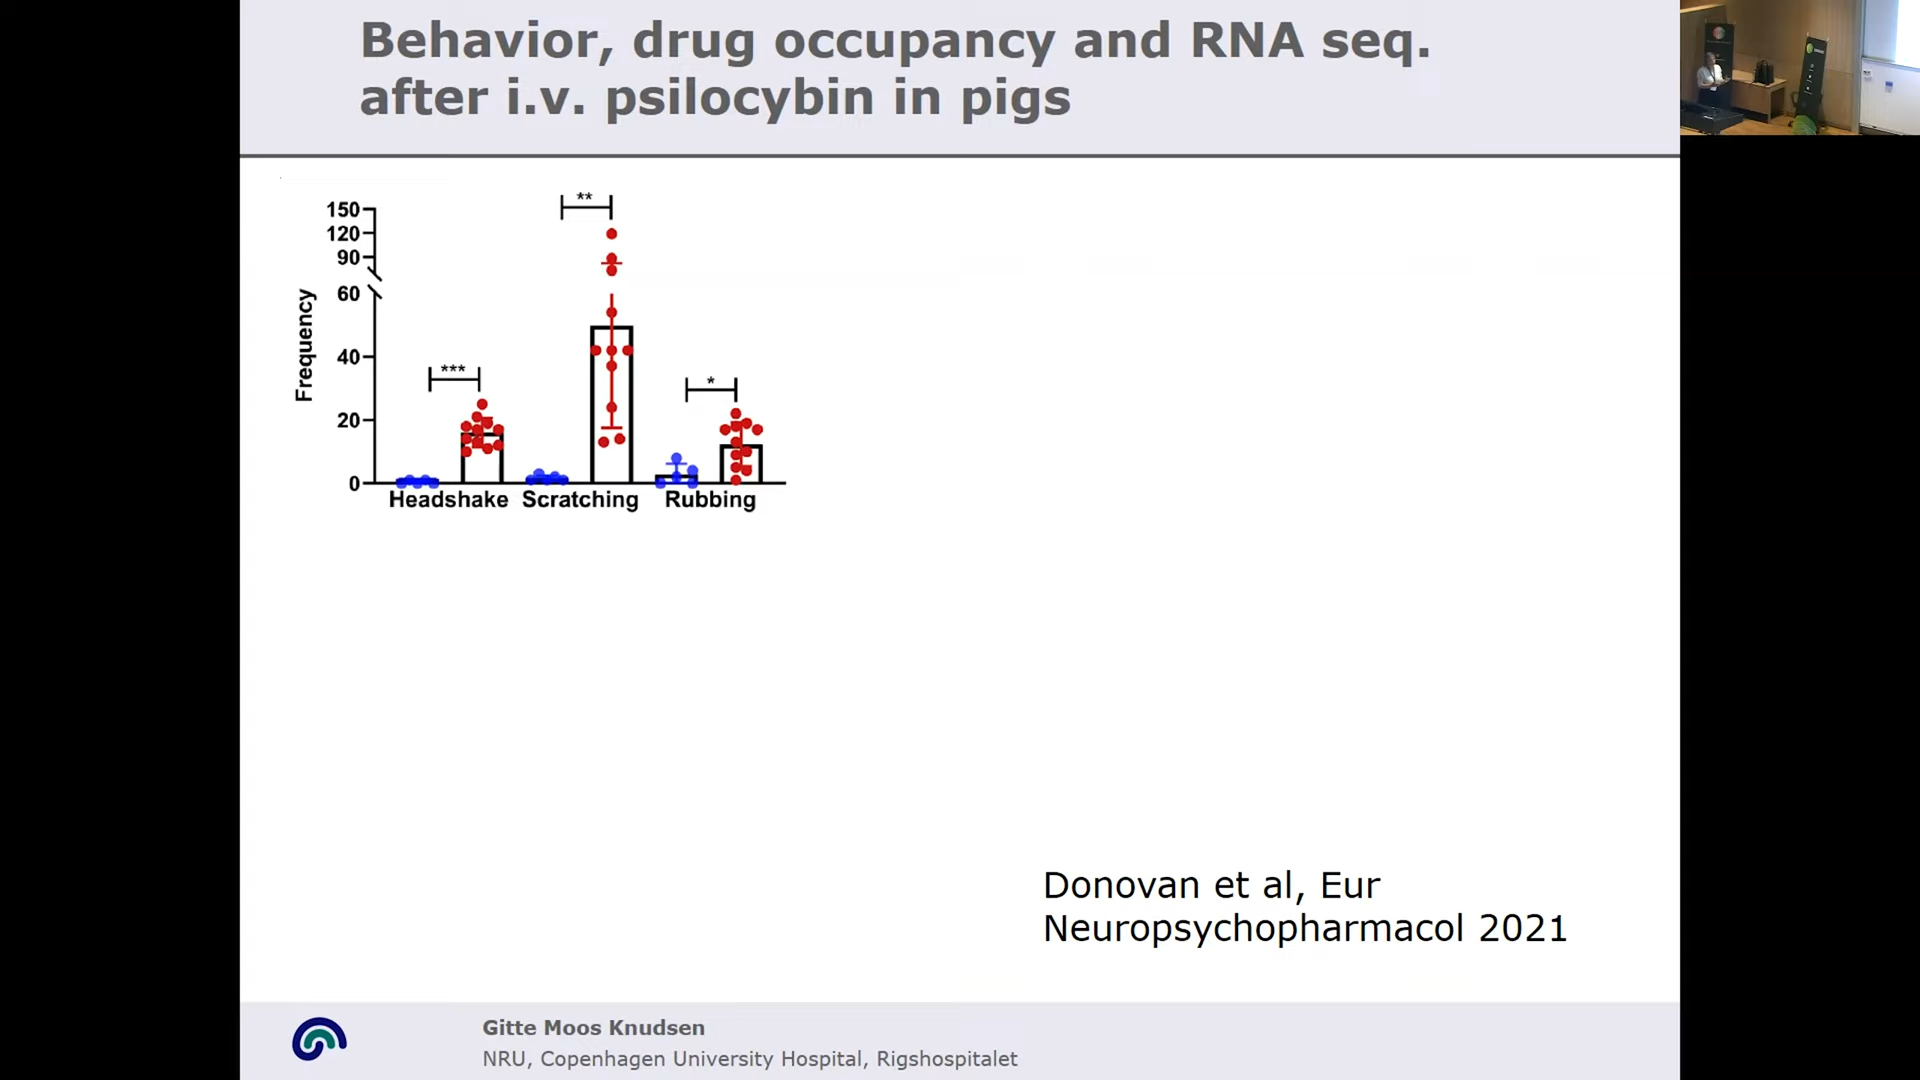 Behavior, drug occupancy and RNA seq.
after i.v. psilocybin in pigs
150
120
90
60
40
20
0
Frequency
***
**
*
Headshake
Scratching
Rubbing
Donovan et al, Eur
Neuropsychopharmacol 2021
Gitte Moos Knudsen
NRU, Copenhagen University Hospital, Rigshospitalet